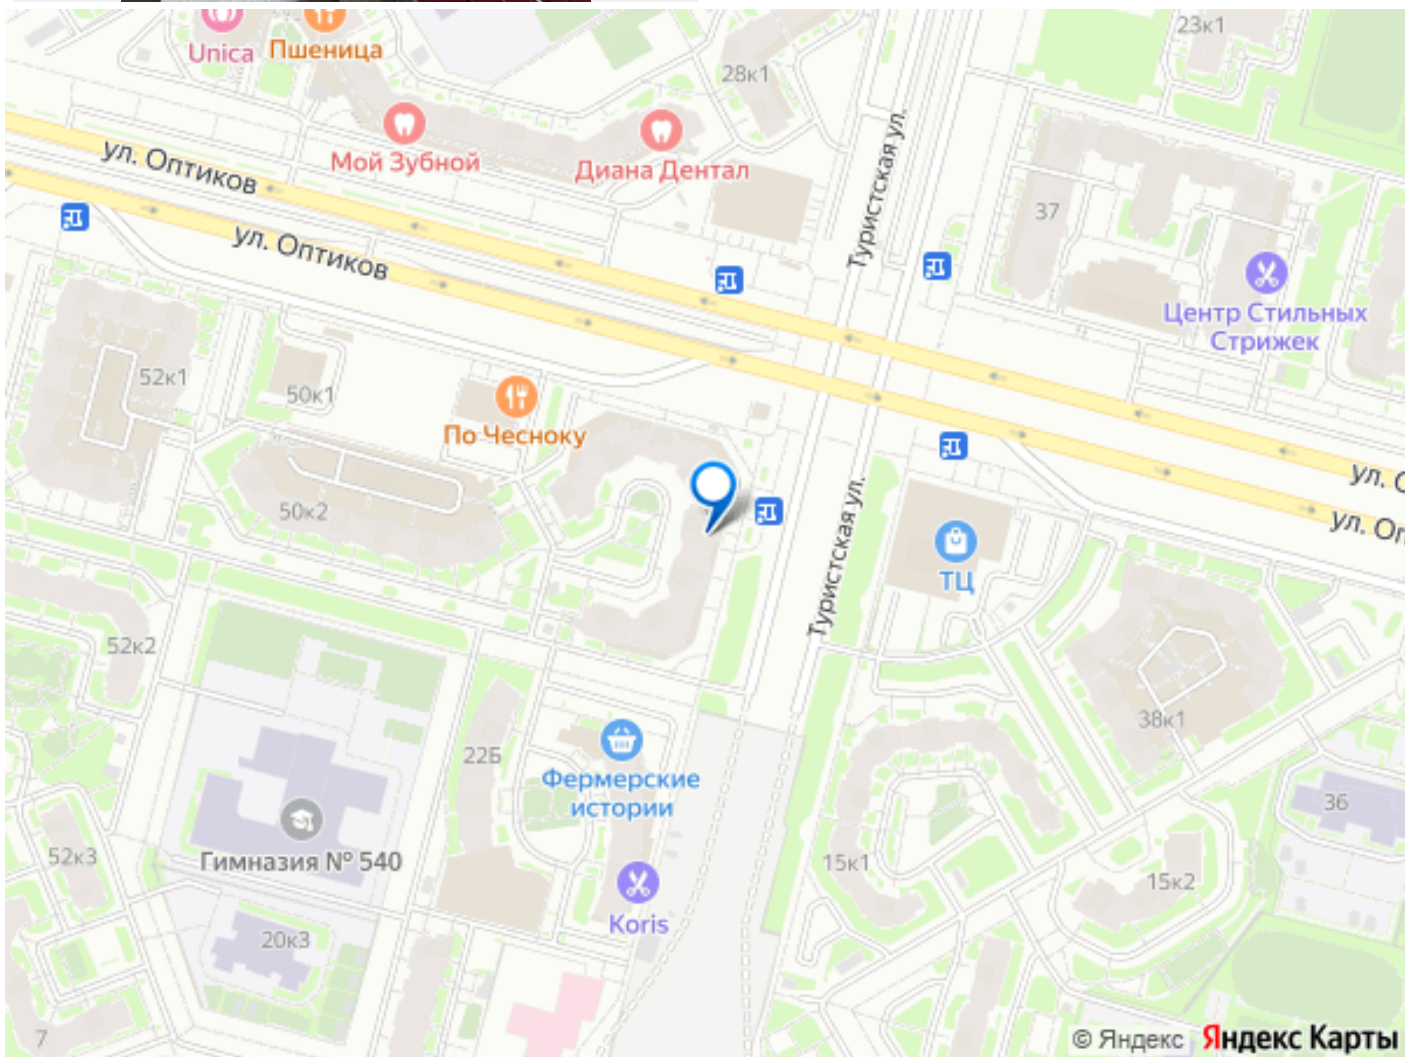 23к1
Unica
Пшеница
28к1
Мой Зубной
Диана Дентал
ул. Оптиков
Туристская ул.
37
ул. Оптиков
Центр Стильных
Стрижек
52к1
50к1
По Чесноку
ул. О
ул. Оп
50к2
Туристская ул.
ТЦ
52к2
38к1
22Б
Фермерские
истории
36
52к3
Гимназия № 540
15к1
15к2
Koris
20к3
7
© Яндекс Яндекс Карты